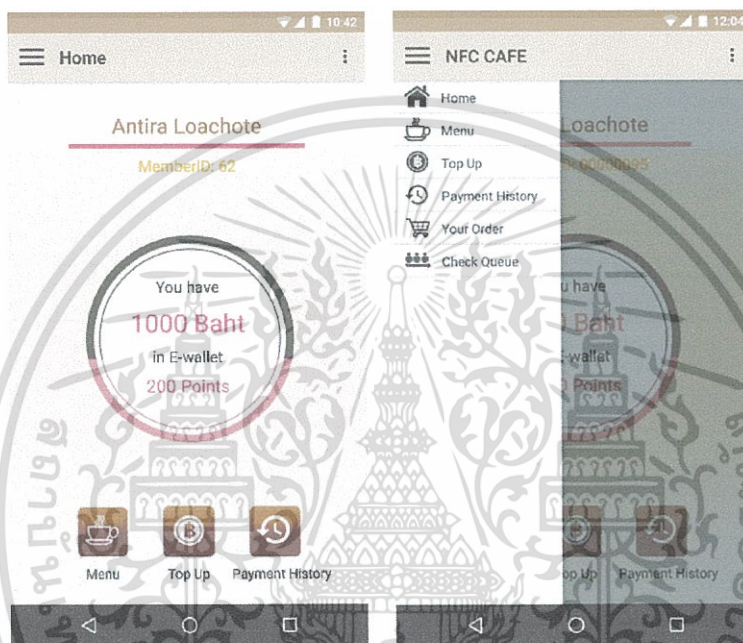 10:42
Home
Antira Loachote
MemberID: 62
You have
1000 Baht
in E-wallet
200 Points
Menu
Top Up
Payment History
12:04
NFC CAFE
Home
Menu
Top Up
Payment History
Your Order
Check Queue
Loachote
00000095
u have
Baht
-wallet
Points
op Up
Payment History